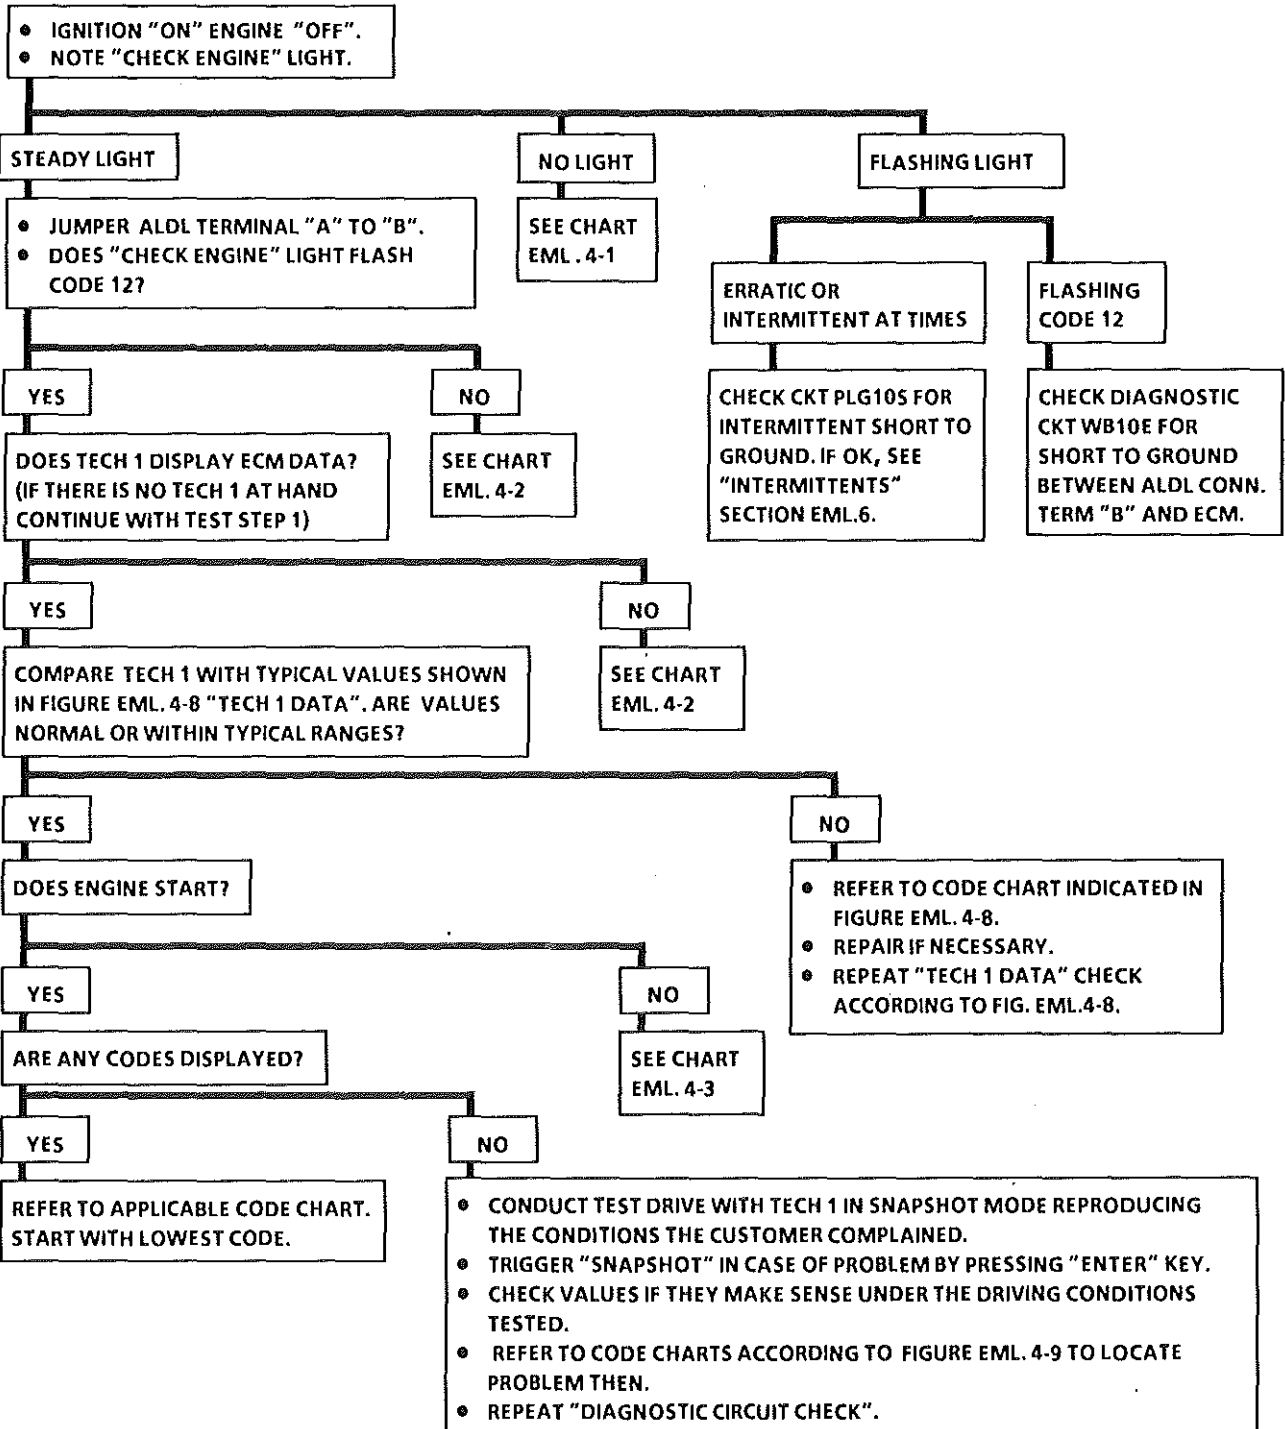 ● IGNITION "ON" ENGINE "OFF".
● NOTE "CHECK ENGINE" LIGHT.
STEADY LIGHT
NO LIGHT
FLASHING LIGHT
● JUMPER ALDL TERMINAL "A" TO "B".
● DOES "CHECK ENGINE" LIGHT FLASH
CODE 12?
SEE CHART
EML . 4-1
ERRATIC OR
INTERMITTENT AT TIMES
FLASHING
CODE 12
YES
NO
CHECK CKT PLG10S FOR
INTERMITTENT SHORT TO
GROUND. IF OK, SEE
"INTERMITTENTS"
SECTION EML.6.
CHECK DIAGNOSTIC
CKT WB10E FOR
SHORT TO GROUND
BETWEEN ALDL CONN.
TERM "B" AND ECM.
DOES TECH 1 DISPLAY ECM DATA?
(IF THERE IS NO TECH 1 AT HAND
CONTINUE WITH TEST STEP 1)
SEE CHART
EML. 4-2
YES
NO
COMPARE TECH 1 WITH TYPICAL VALUES SHOWN
IN FIGURE EML. 4-8 "TECH 1 DATA". ARE VALUES
NORMAL OR WITHIN TYPICAL RANGES?
SEE CHART
EML. 4-2
YES
NO
DOES ENGINE START?
● REFER TO CODE CHART INDICATED IN
FIGURE EML. 4-8.
● REPAIR IF NECESSARY.
● REPEAT "TECH 1 DATA" CHECK
ACCORDING TO FIG. EML.4-8.
YES
NO
ARE ANY CODES DISPLAYED?
SEE CHART
EML. 4-3
YES
NO
REFER TO APPLICABLE CODE CHART.
START WITH LOWEST CODE.
● CONDUCT TEST DRIVE WITH TECH 1 IN SNAPSHOT MODE REPRODUCING
THE CONDITIONS THE CUSTOMER COMPLAINED.
● TRIGGER "SNAPSHOT" IN CASE OF PROBLEM BY PRESSING "ENTER" KEY.
● CHECK VALUES IF THEY MAKE SENSE UNDER THE DRIVING CONDITIONS
TESTED.
● REFER TO CODE CHARTS ACCORDING TO FIGURE EML. 4-9 TO LOCATE
PROBLEM THEN.
● REPEAT "DIAGNOSTIC CIRCUIT CHECK".